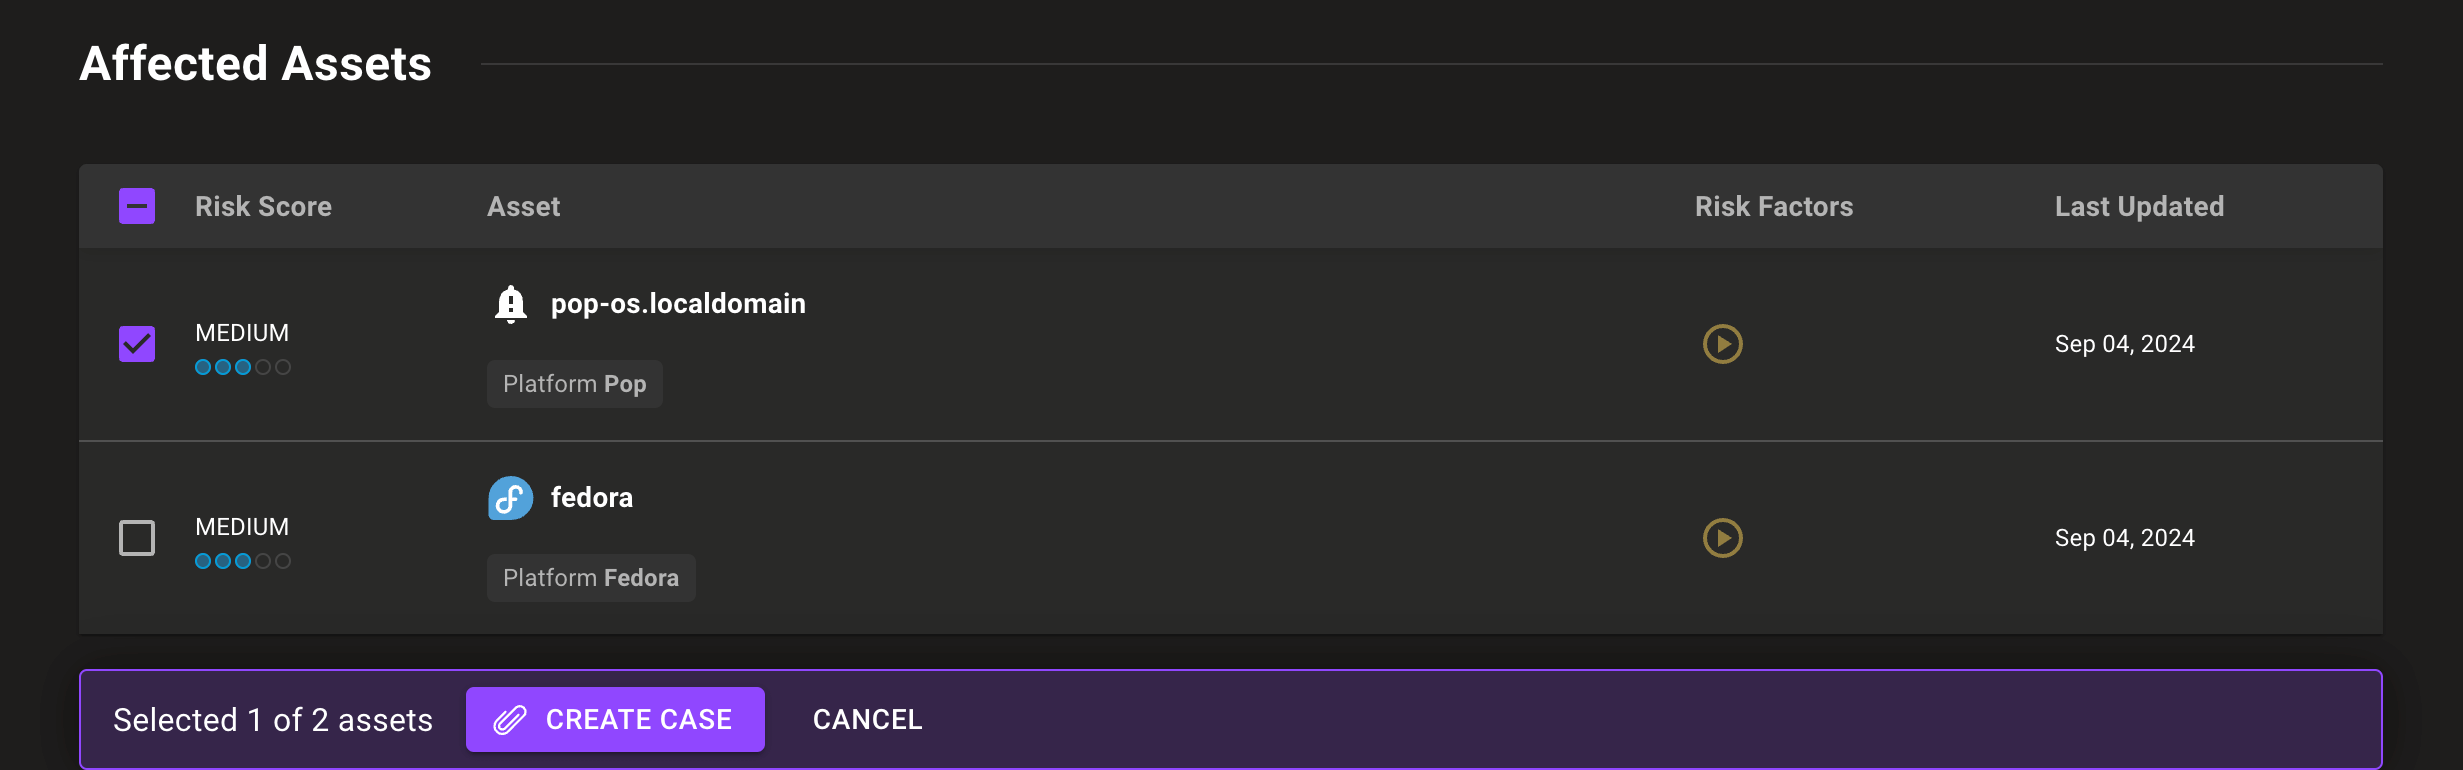 Affected Assets
Risk Score Asset Risk Factors Last Updated
MEDIUM
pop-os.localdomain
Platform Pop
Sep 04, 2024
MEDIUM
fedora
Platform Fedora
Sep 04, 2024
Selected 1 of 2 assets CREATE CASE CANCEL